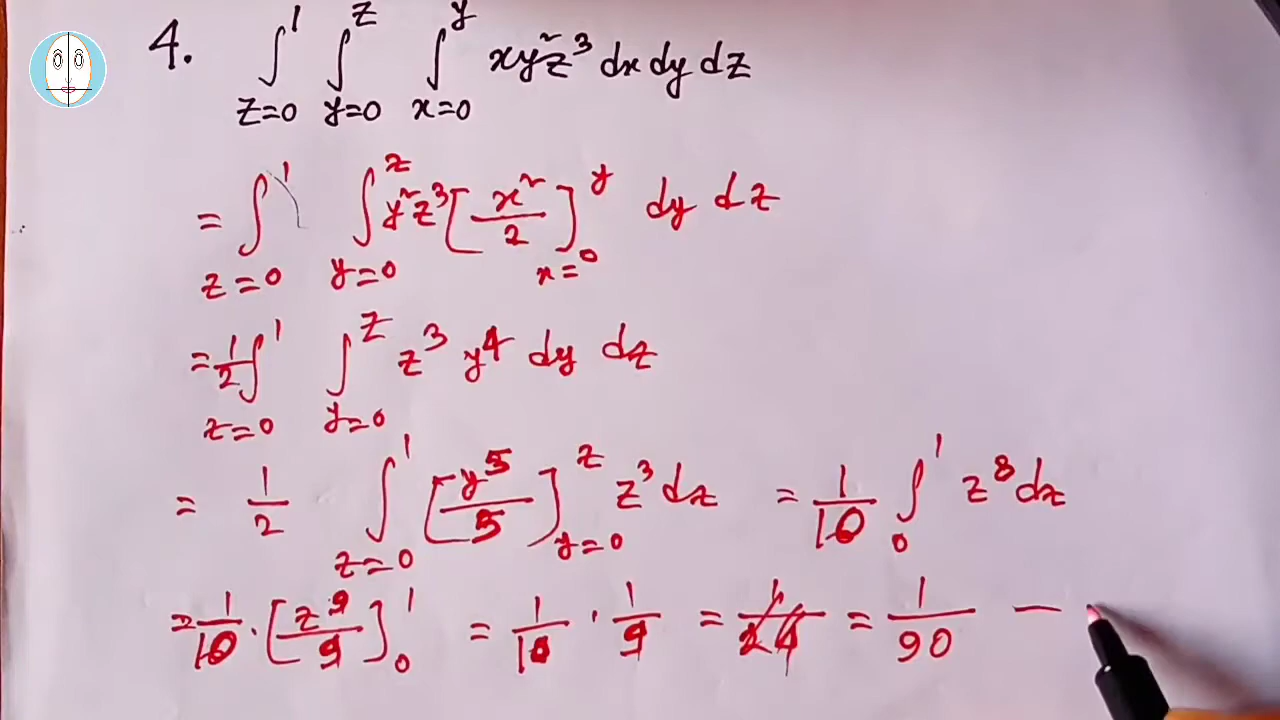 4. ∫_{z=0}^{1} ∫_{y=0}^{z} ∫_{x=0}^{y} xy²z³ dx dy dz
= ∫_{z=0}^{1} ∫_{y=0}^{z} y²z³ [x²/2]_{x=0}^{y} dy dz
= 1/2 ∫_{z=0}^{1} ∫_{y=0}^{z} z³ y⁴ dy dz
= 1/2 ∫_{z=0}^{1} [y⁵/5]_{y=0}^{z} z³ dz = 1/10 ∫_{0}^{1} z⁸ dz
= 1/10 · [z⁹/9]_{0}^{1} = 1/10 · 1/9 = 1/24 = 1/90 —